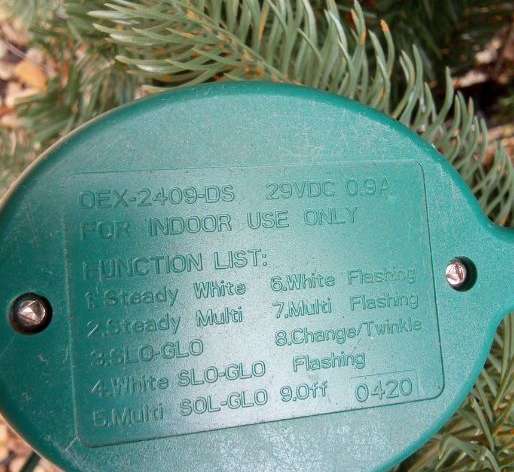 OEX-2409-DS 29VDC 0.9A
FOR INDOOR USE ONLY
FUNCTION LIST:
1.Steady White 6.White Flashing
2.Steady Multi 7.Multi Flashing
3.SLO-GLO 8.Change/Twinkle
4.White SLO-GLO Flashing
5.Multi SOL-GLO 9.Off 0420